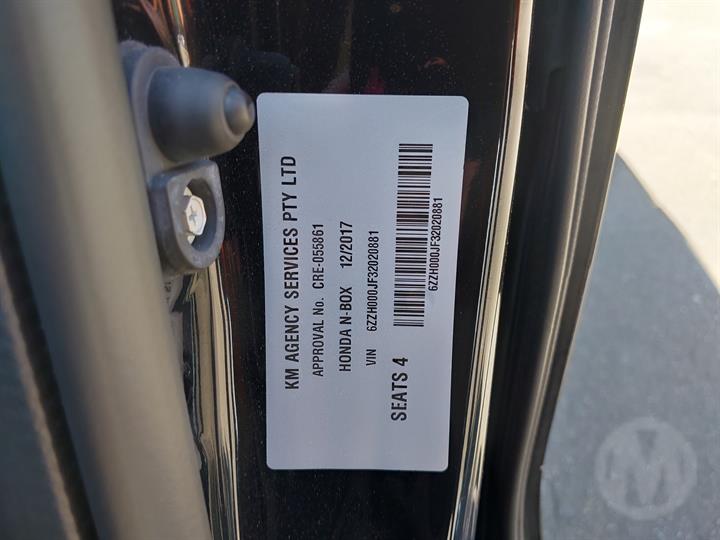 KM AGENCY SERVICES PTY LTD
APPROVAL No. CRE-055861
HONDA N-BOX 12/2017
VIN 6ZZH000JF32020881
SEATS 4
6ZZH000JF32020881
M